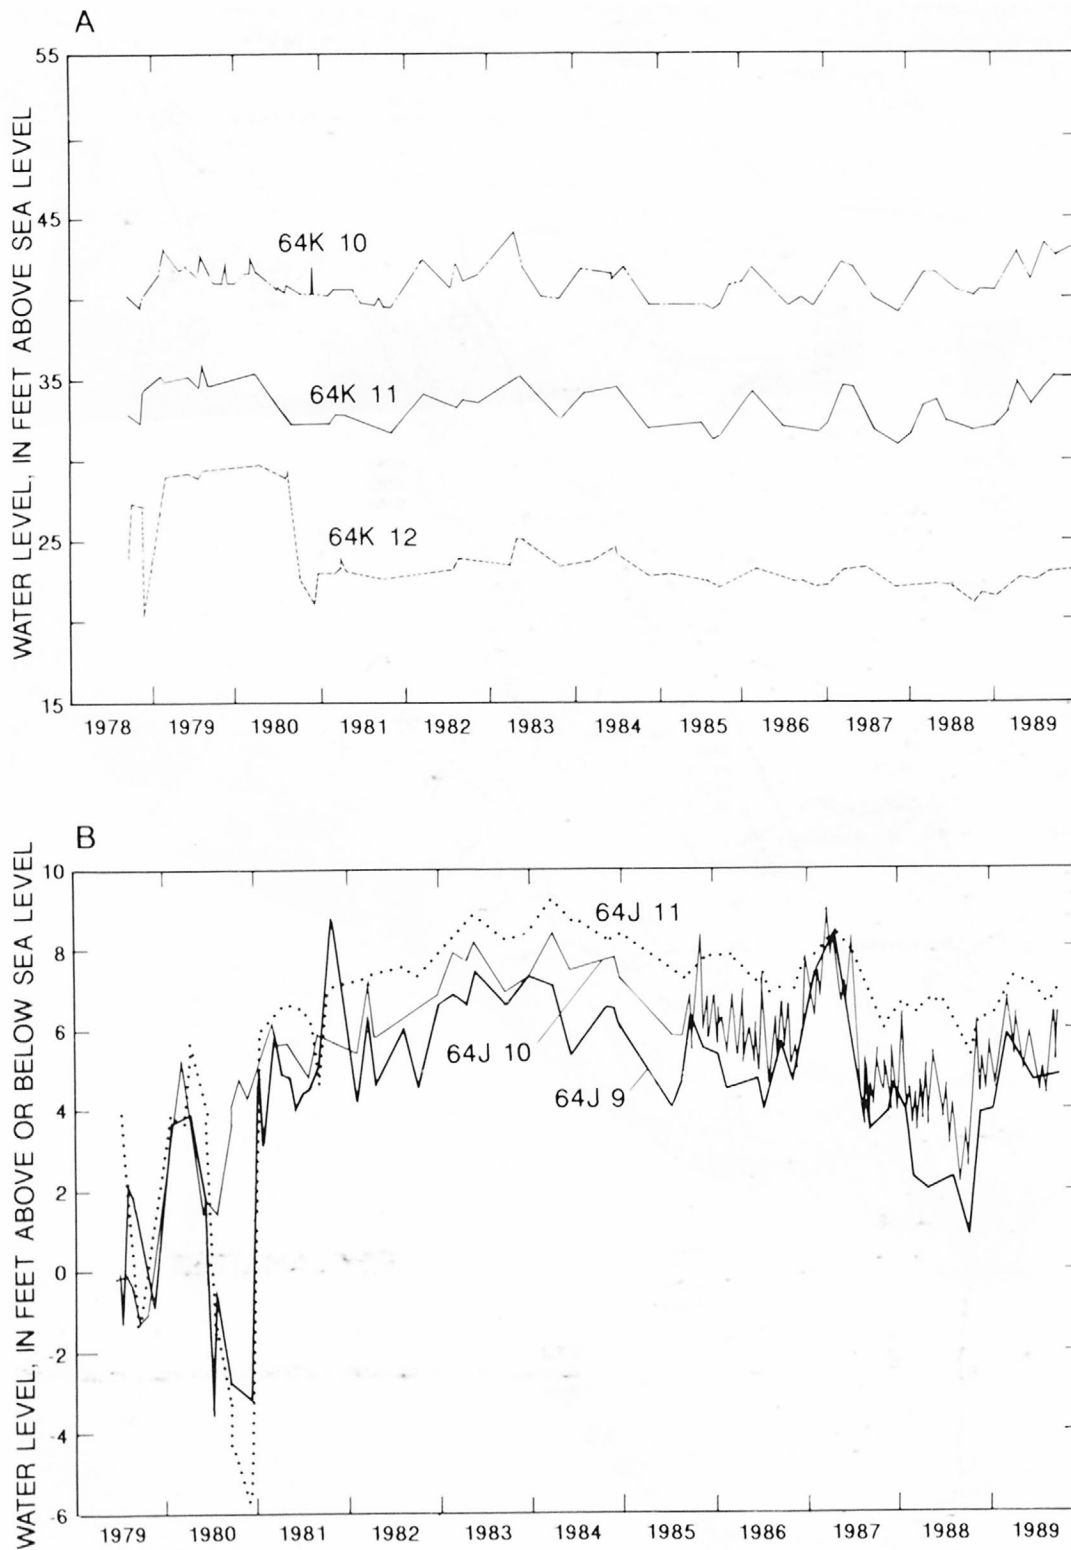 A
WATER LEVEL, IN FEET ABOVE SEA LEVEL
55
45
35
25
15
64K 10
64K 11
64K 12
1978 1979 1980 1981 1982 1983 1984 1985 1986 1987 1988 1989
B
WATER LEVEL, IN FEET ABOVE OR BELOW SEA LEVEL
10
8
6
4
2
0
-2
-4
-6
64J 11
64J 10
64J 9
1979 1980 1981 1982 1983 1984 1985 1986 1987 1988 1989